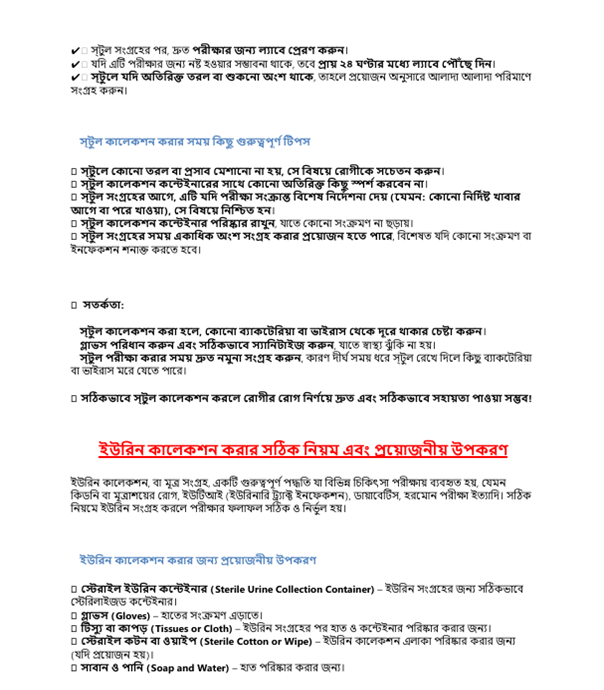 ✔ স্টুল সংগ্রহের পর, দ্রুত পরীক্ষার জন্য ল্যাবে প্রেরণ করুন।
✔ যদি এটি পরীক্ষার জন্য নষ্ট হওয়ার সম্ভাবনা থাকে, তবে প্রায় ২৪ ঘণ্টার মধ্যে ল্যাবে পৌঁছে দিন।
✔ স্টুলে যদি অতিরিক্ত তরল বা শুকনো অংশ থাকে, তাহলে প্রয়োজন অনুসারে আলাদা আলাদা পরিমাণে
সংগ্রহ করুন।
স্টুল কালেকশন করার সময় কিছু গুরুত্বপূর্ণ টিপস
স্টুলে কোনো তরল বা প্রসাব মেশানো না হয়, সে বিষয়ে রোগীকে সচেতন করুন।
স্টুল কালেকশন কন্টেইনারের সাথে কোনো অতিরিক্ত কিছু স্পর্শ করবেন না।
স্টুল সংগ্রহের আগে, এটি যদি পরীক্ষা সংক্রান্ত বিশেষ নির্দেশনা দেয় (যেমন: কোনো নির্দিষ্ট খাবার
আগে বা পরে খাওয়া), সে বিষয়ে নিশ্চিত হন।
স্টুল কালেকশন কন্টেইনার পরিষ্কার রাখুন, যাতে কোনো সংক্রমণ না ছড়ায়।
স্টুল সংগ্রহের সময় একাধিক অংশ সংগ্রহ করার প্রয়োজন হতে পারে, বিশেষত যদি কোনো সংক্রমণ বা
ইনফেকশন শনাক্ত করতে হবে।
সতর্কতা:
স্টুল কালেকশন করা হলে, কোনো ব্যাকটেরিয়া বা ভাইরাস থেকে দূরে থাকার চেষ্টা করুন।
গ্লাভস পরিধান করুন এবং সঠিকভাবে স্যানিটাইজ করুন, যাতে স্বাস্থ্য ঝুঁকি না হয়।
স্টুল পরীক্ষা করার সময় দ্রুত নমুনা সংগ্রহ করুন, কারণ দীর্ঘ সময় ধরে স্টুল রেখে দিলে কিছু ব্যাকটেরিয়া
বা ভাইরাস মরে যেতে পারে।
সঠিকভাবে স্টুল কালেকশন করলে রোগীর রোগ নির্ণয়ে দ্রুত এবং সঠিকভাবে সহায়তা পাওয়া সম্ভব!
ইউরিন কালেকশন করার সঠিক নিয়ম এবং প্রয়োজনীয় উপকরণ
ইউরিন কালেকশন, বা মূত্র সংগ্রহ, একটি গুরুত্বপূর্ণ পদ্ধতি যা বিভিন্ন চিকিৎসা পরীক্ষায় ব্যবহৃত হয়, যেমন
কিডনি বা মূত্রাশয়ের রোগ, ইউটিআই (ইউরিনারি ট্র্যাক্ট ইনফেকশন), ডায়াবেটিস, হরমোন পরীক্ষা ইত্যাদি। সঠিক
নিয়মে ইউরিন সংগ্রহ করলে পরীক্ষার ফলাফল সঠিক ও নির্ভুল হয়।
ইউরিন কালেকশন করার জন্য প্রয়োজনীয় উপকরণ
স্টেরাইল ইউরিন কন্টেইনার (Sterile Urine Collection Container) – ইউরিন সংগ্রহের জন্য সঠিকভাবে
স্টেরিলাইজড কন্টেইনার।
গ্লাভস (Gloves) – হাতের সংক্রমণ এড়াতে।
টিস্যু বা কাপড় (Tissues or Cloth) – ইউরিন সংগ্রহের পর হাত ও কন্টেইনার পরিষ্কার করার জন্য।
স্টেরাইল কটন বা ওয়াইপ (Sterile Cotton or Wipe) – ইউরিন কালেকশন এলাকা পরিষ্কার করার জন্য
(যদি প্রয়োজন হয়)।
সাবান ও পানি (Soap and Water) – হাত পরিষ্কার করার জন্য।